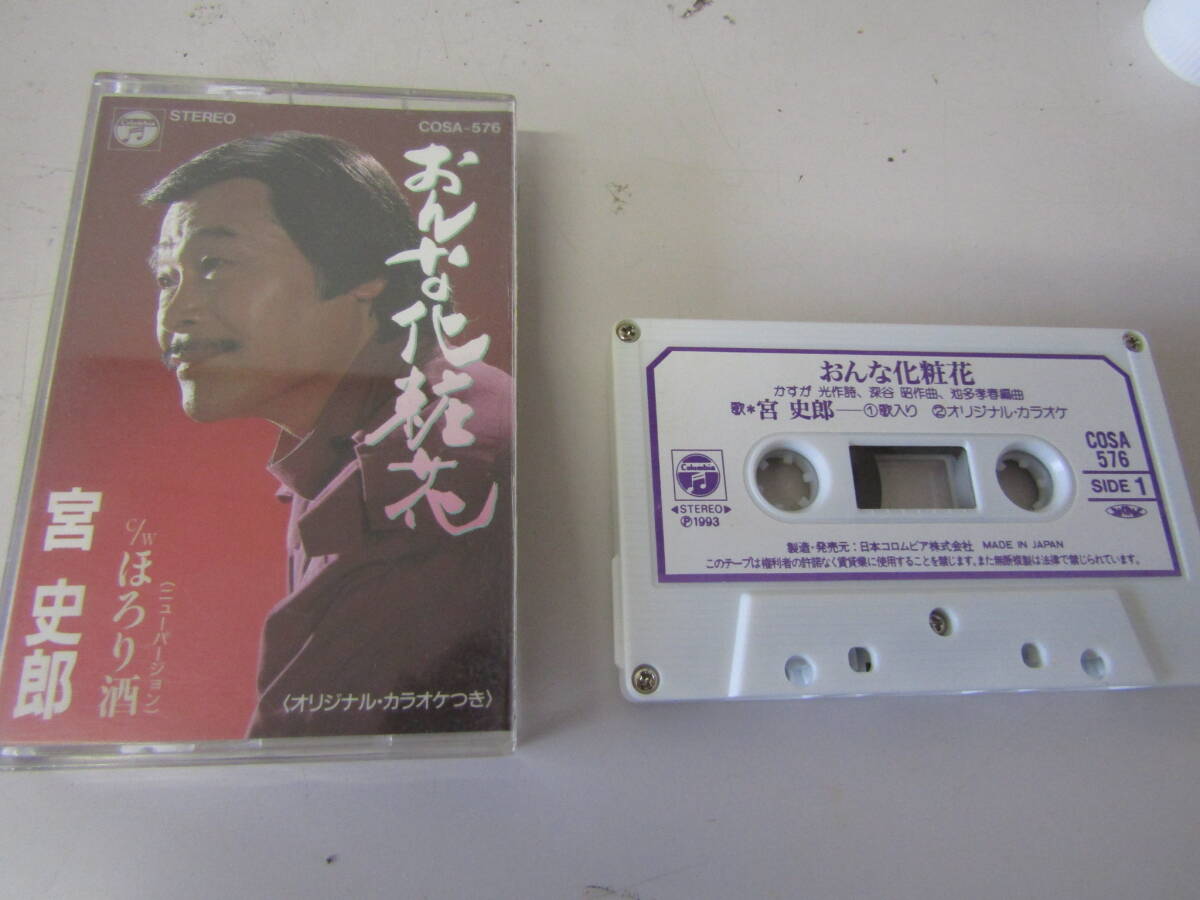 Columbia
STEREO
COSA-576
おんな化粧花
宮 史郎
C/W ほろり酒
(ニューバージョン)
〈オリジナル・カラオケつき〉
おんな化粧花
かすが 光作詩、深谷 昭作曲、池多孝春編曲
歌*宮 史郎——①歌入り ②オリジナル・カラオケ
Columbia
◀STEREO▶
Ⓟ1993
COSA
576
SIDE 1
製造・発売元:日本コロムビア株式会社 MADE IN JAPAN
このテープは権利者の許諾なく賃貸業に使用することを禁じます。また無断複製は法律で禁じられています。